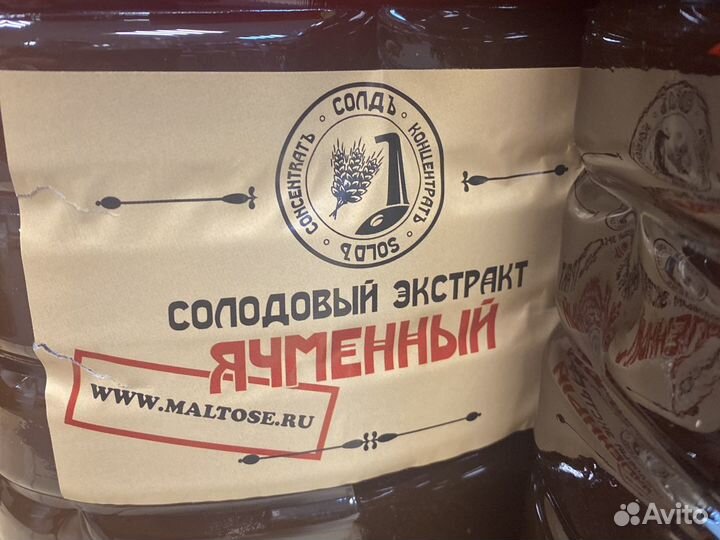 СОЛДЪ · КОНЦЕНТРАТЪ · SOLDЪ · CONCENTRATЪ ·
СОЛОДОВЫЙ ЭКСТРАКТ
ЯЧМЕННЫЙ
WWW.MALTOSE.RU
Avito